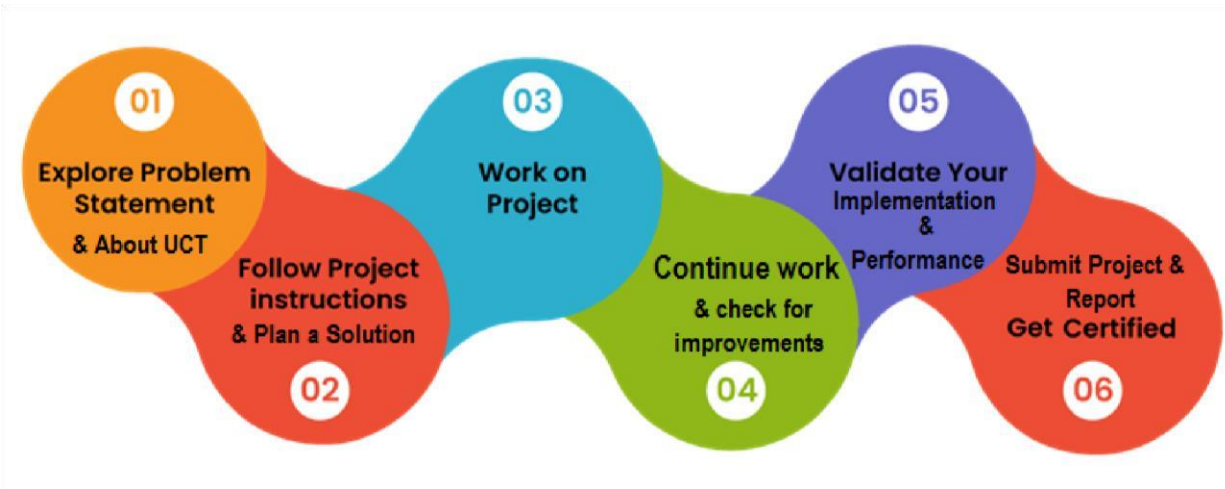 01
Explore Problem
Statement
& About UCT
Follow Project
instructions
& Plan a Solution
02
03
Work on
Project
Continue work
& check for
improvements
04
05
Validate Your
Implementation
&
Performance
Submit Project &
Report
Get Certified
06